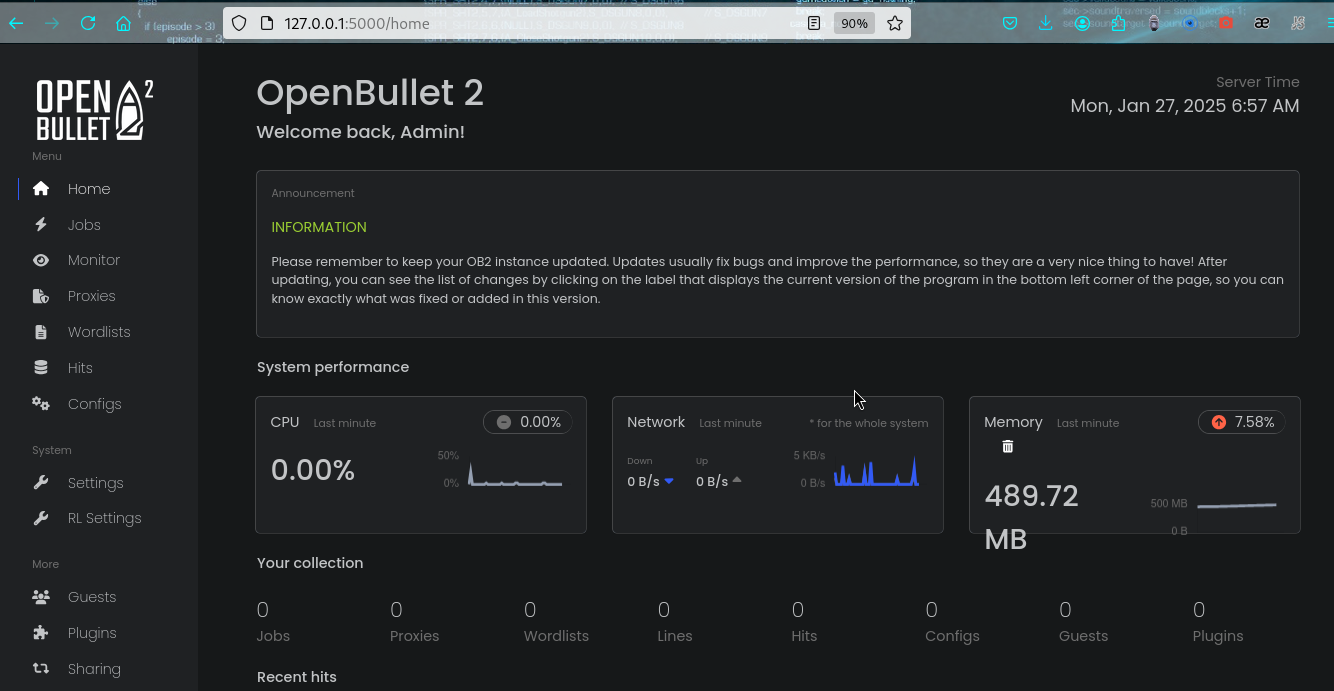 else
if (episode > 3)
episode = 3;
127.0.0.1:5000/home
90%
OPEN BULLET 2
Menu
Home
Jobs
Monitor
Proxies
Wordlists
Hits
Configs
System
Settings
RL Settings
More
Guests
Plugins
Sharing
OpenBullet 2
Welcome back, Admin!
Server Time
Mon, Jan 27, 2025 6:57 AM
Announcement
INFORMATION
Please remember to keep your OB2 instance updated. Updates usually fix bugs and improve the performance, so they are a very nice thing to have! After
updating, you can see the list of changes by clicking on the label that displays the current version of the program in the bottom left corner of the page, so you can
know exactly what was fixed or added in this version.
System performance
CPU Last minute 0.00%
0.00%
50%
0%
Network Last minute * for the whole system
Down Up
0 B/s 0 B/s
5 KB/s
0 B/s
Memory Last minute 7.58%
489.72
MB
500 MB
0 B
Your collection
0 0 0 0 0 0 0 0
Jobs Proxies Wordlists Lines Hits Configs Guests Plugins
Recent hits